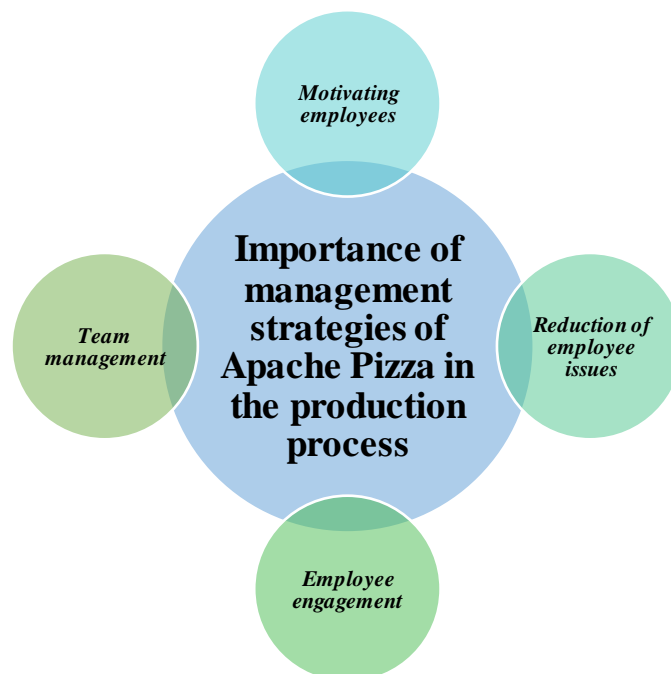 Motivating
employees
Importance of
management
strategies of
Apache Pizza in
the production
process
Team
management
Reduction of
employee
issues
Employee
engagement